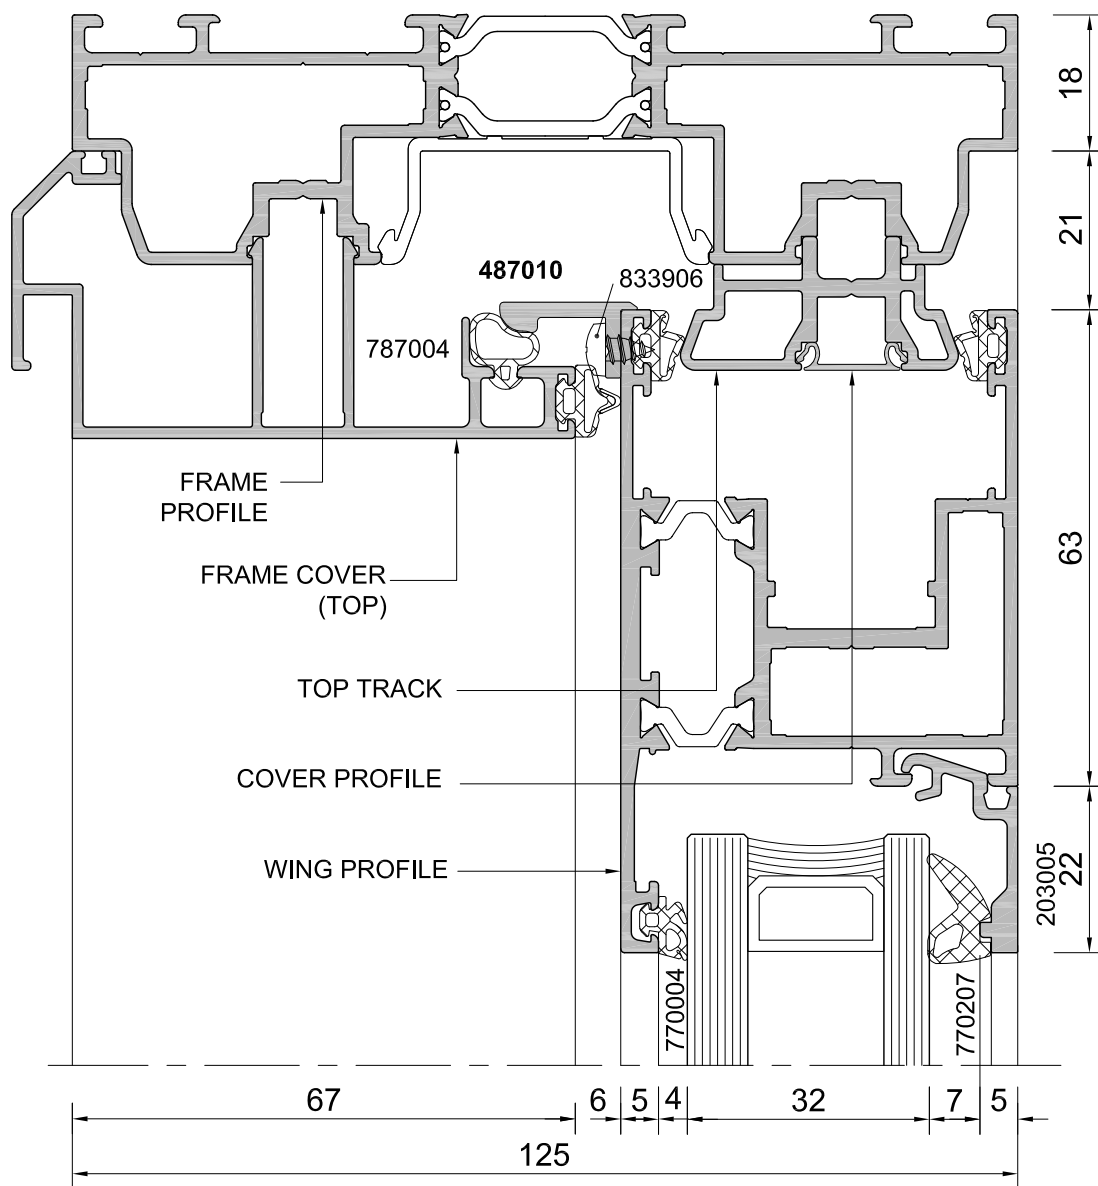 18
21
487010
833906
787004
FRAME
PROFILE
FRAME COVER
(TOP)
63
TOP TRACK
COVER PROFILE
WING PROFILE
203005
22
770004
770207
67
6
5
4
32
7
5
125